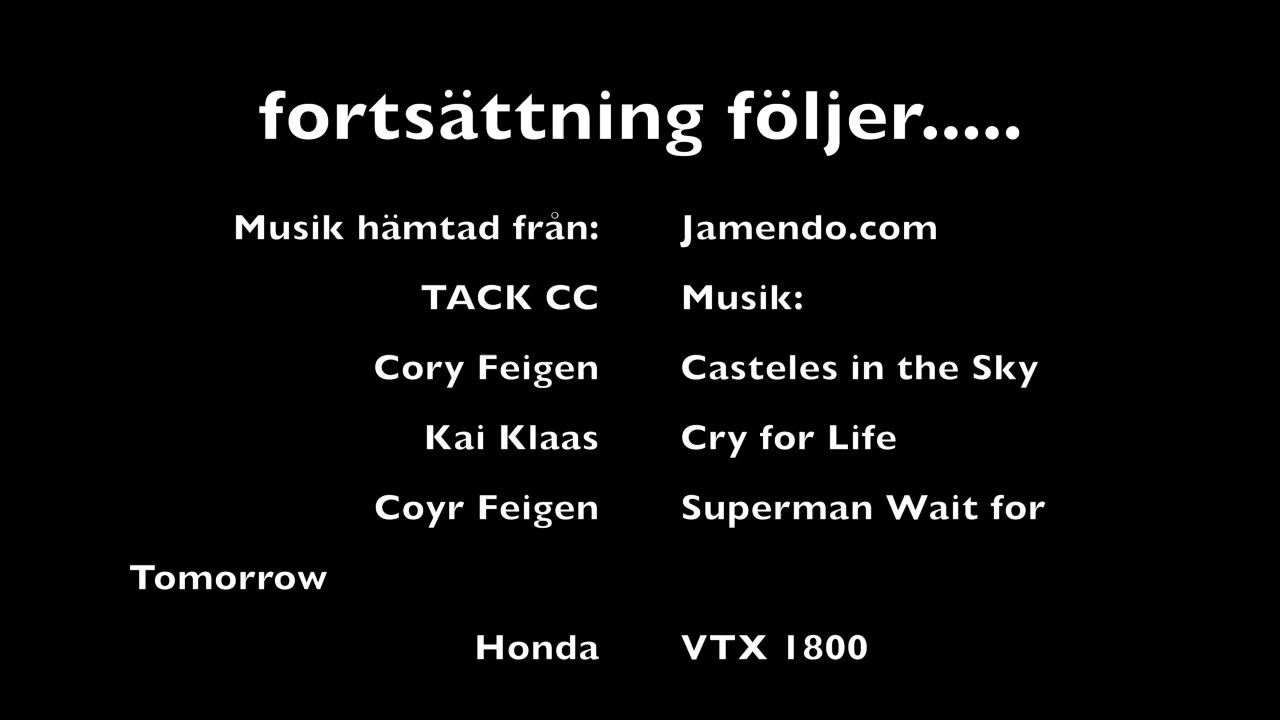 fortsättning följer.....
Musik hämtad från: Jamendo.com
TACK CC Musik:
Cory Feigen Casteles in the Sky
Kai Klaas Cry for Life
Coyr Feigen Superman Wait for
Tomorrow
Honda VTX 1800